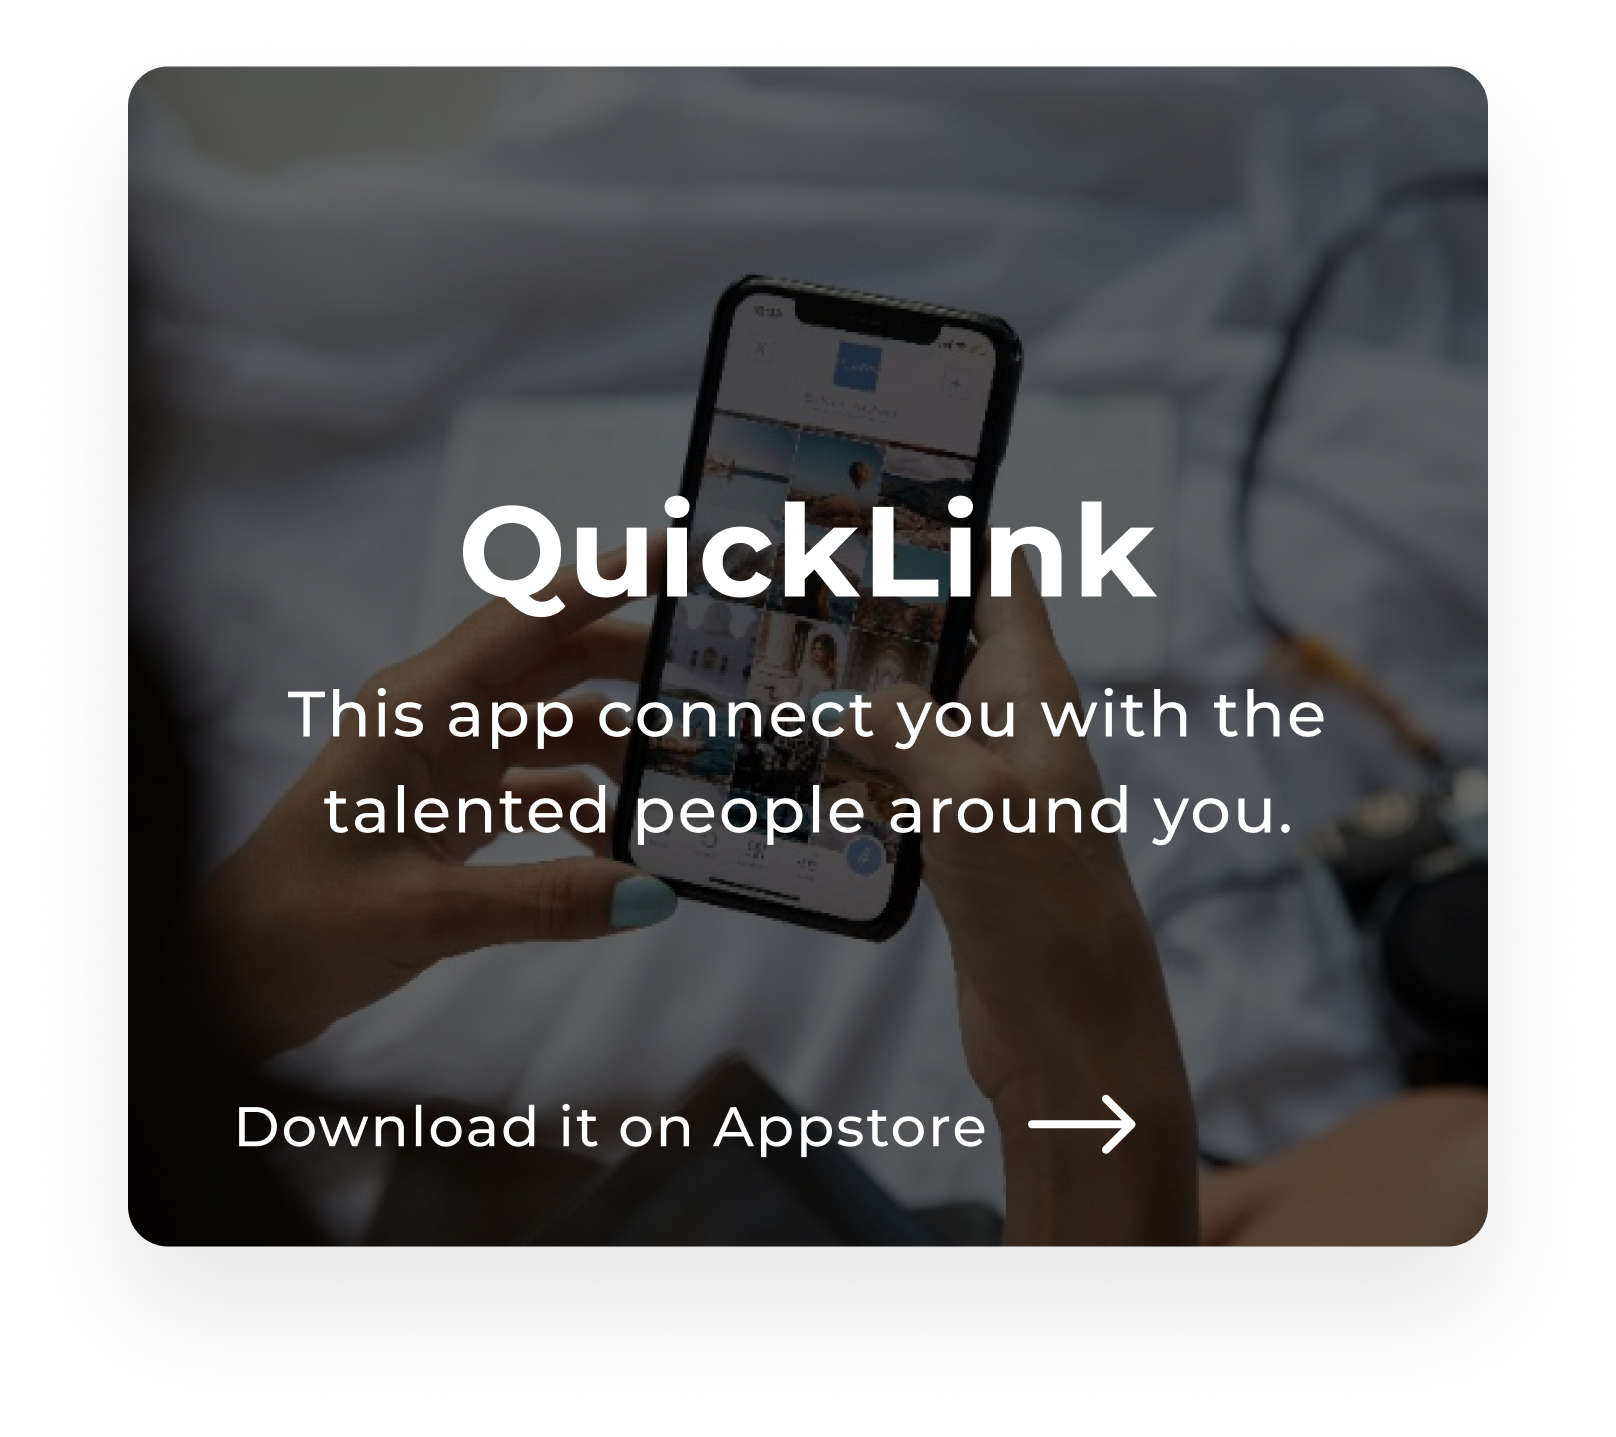 QuickLink
This app connect you with the
talented people around you.
Download it on Appstore